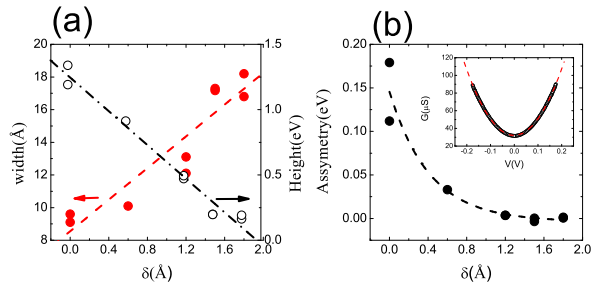 (a)
20
18
16
14
12
10
8
width(Å)
1.5
1.0
0.5
0.0
Height(eV)
0.0 0.4 0.8 1.2 1.6 2.0
δ(Å)
(b)
0.20
0.15
0.10
0.05
0.00
Assymetry(eV)
120
100
80
60
40
20
G(μS)
-0.2 -0.1 0.0 0.1 0.2
V(V)
0.0 0.4 0.8 1.2 1.6 2.0
δ(Å)